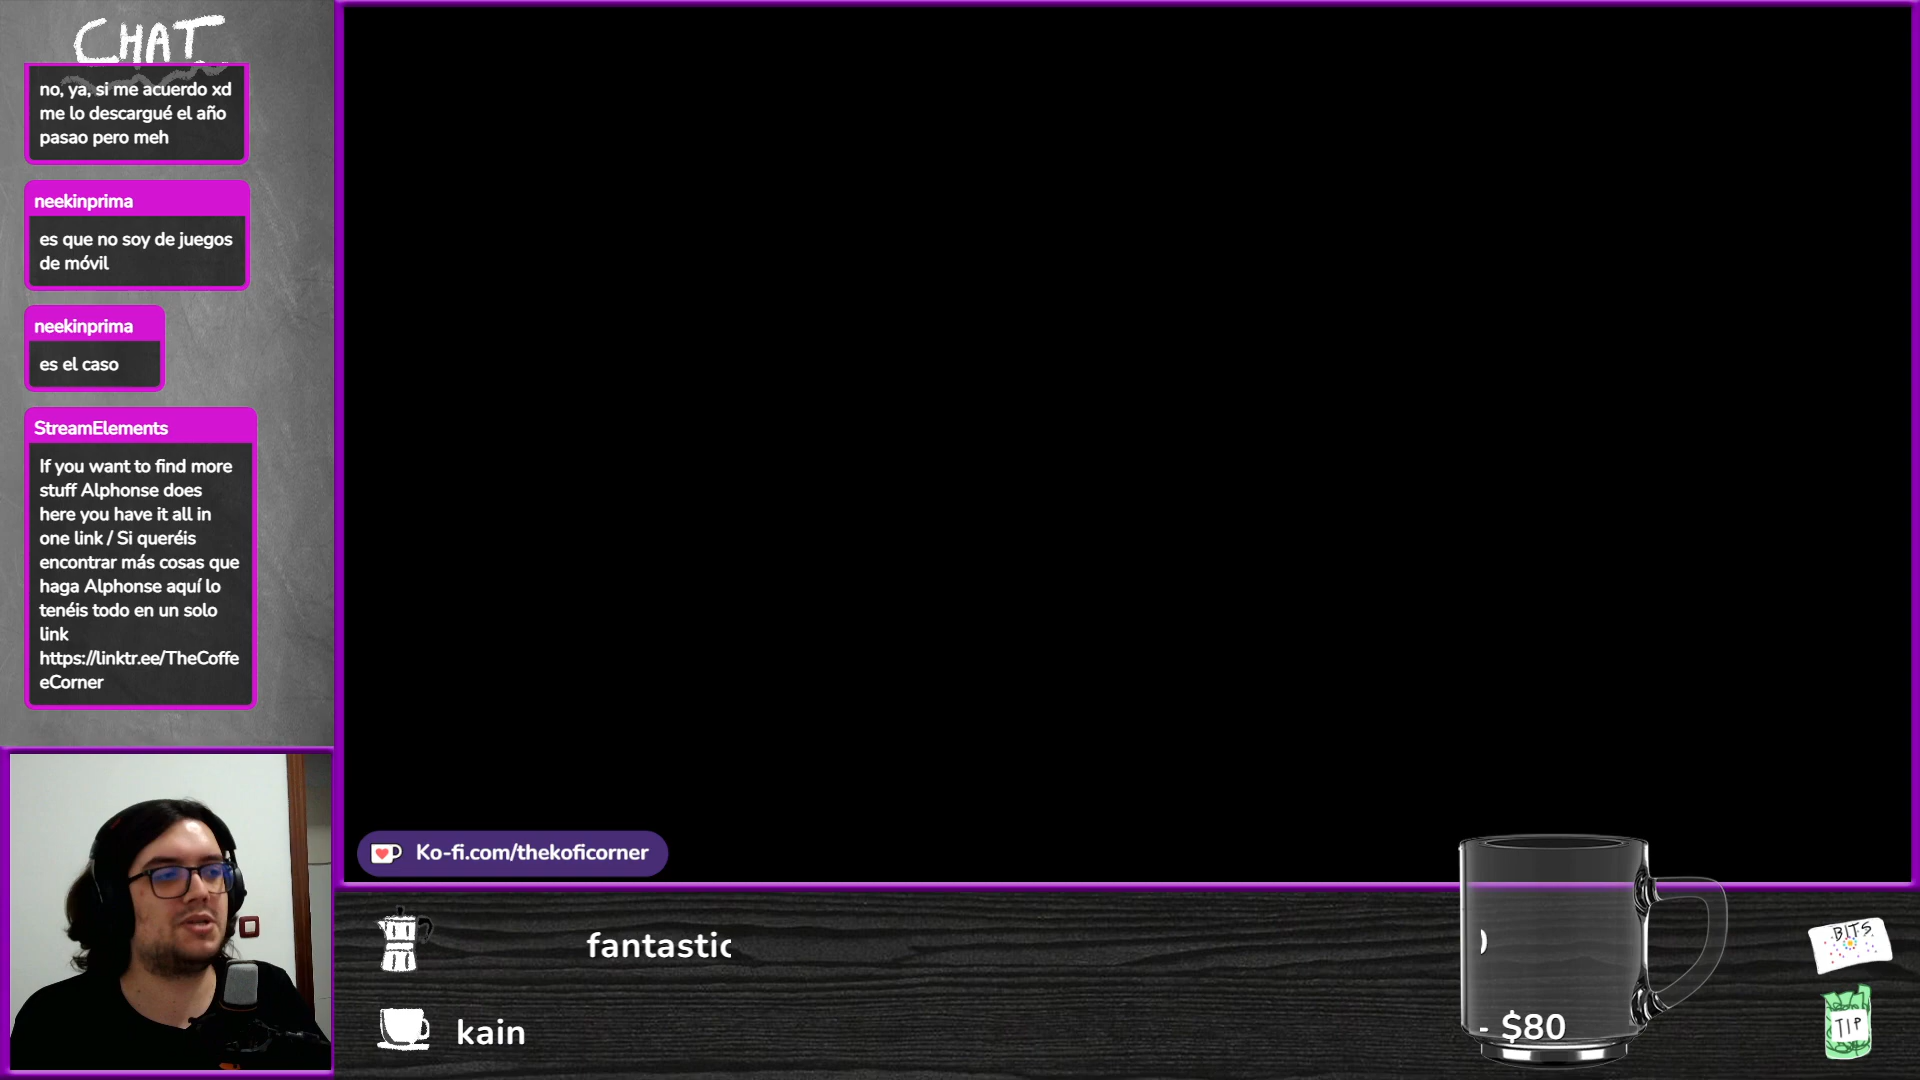 CHAT
no, ya, si me acuerdo xd
me lo descargué el año
pasao pero meh
neekinprima
es que no soy de juegos
de móvil
neekinprima
es el caso
StreamElements
If you want to find more
stuff Alphonse does
here you have it all in
one link / Si queréis
encontrar más cosas que
haga Alphonse aquí lo
tenéis todo en un solo
link
https://linktr.ee/TheCoffe
eCorner
Ko-fi.com/thekoficorner
fantastic
kain
- $80
BITS
TIP